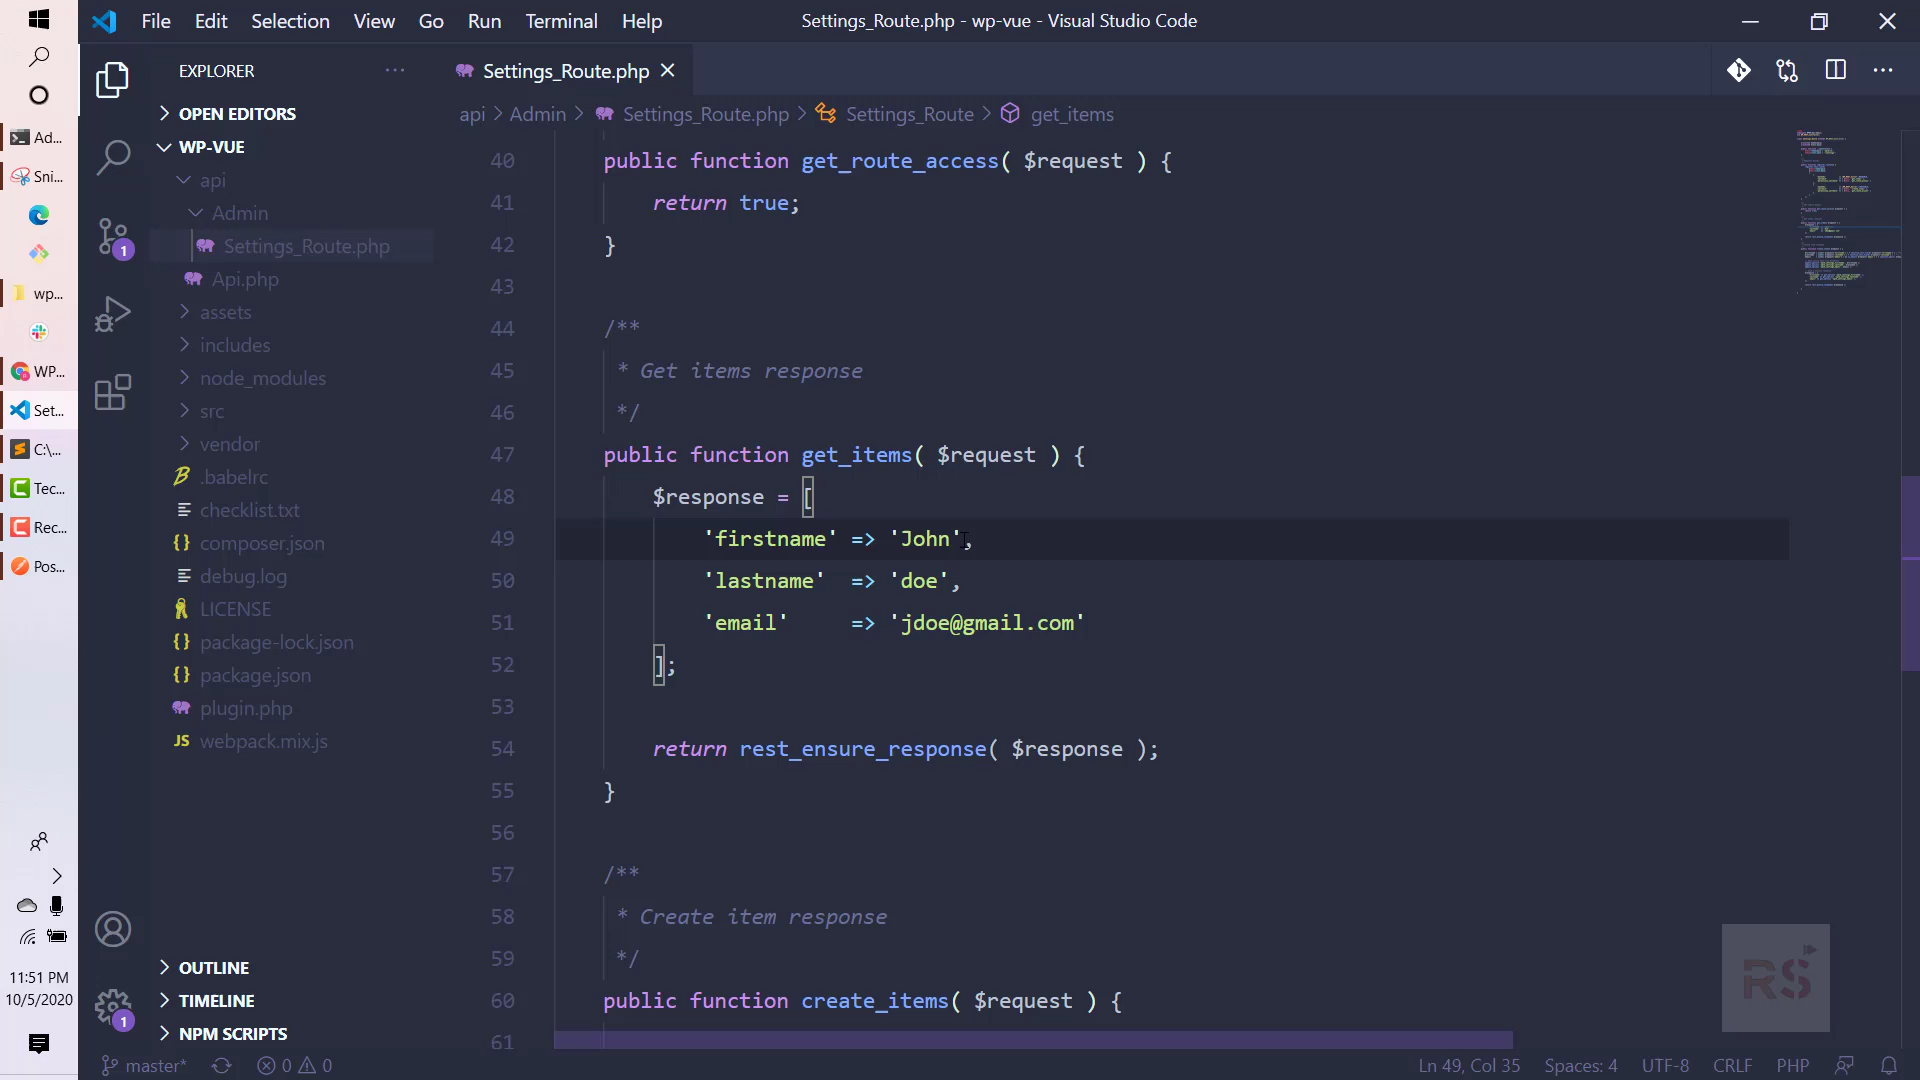 File Edit Selection View Go Run Terminal Help
Settings_Route.php - wp-vue - Visual Studio Code
EXPLORER
Settings_Route.php
OPEN EDITORS
WP-VUE
api
Admin
Settings_Route.php
Api.php
assets
includes
node_modules
src
vendor
.babelrc
checklist.txt
composer.json
debug.log
LICENSE
package-lock.json
package.json
plugin.php
JS webpack.mix.js
OUTLINE
TIMELINE
NPM SCRIPTS
api > Admin > Settings_Route.php > Settings_Route > get_items
40 public function get_route_access( $request ) {
41 return true;
42 }
43
44 /**
45 * Get items response
46 */
47 public function get_items( $request ) {
48 $response = [
49 'firstname' => 'John',
50 'lastname' => 'doe',
51 'email' => 'jdoe@gmail.com'
52 ];
53
54 return rest_ensure_response( $response );
55 }
56
57 /**
58 * Create item response
59 */
60 public function create_items( $request ) {
61
Ad...
Sni...
wp...
WP...
Set...
C:\...
Tec...
Rec...
Pos...
11:51 PM
10/5/2020
1
1
RS
master* 0 0 Ln 49, Col 35 Spaces: 4 UTF-8 CRLF PHP